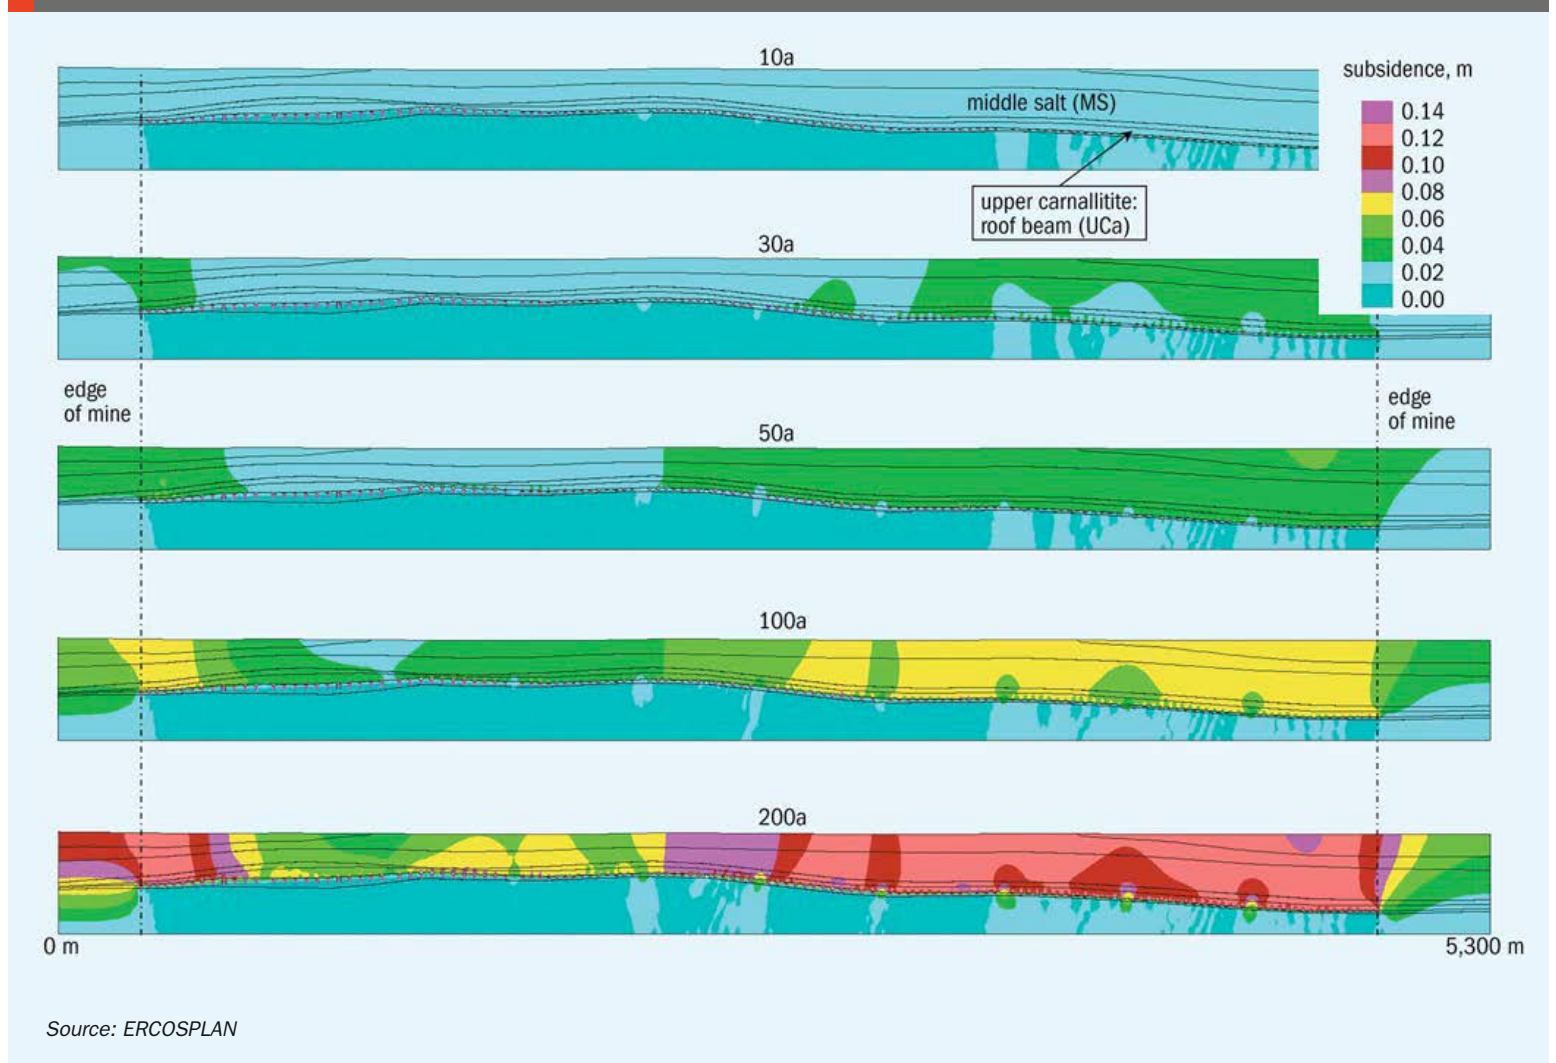 10a
subsidence, m
middle salt (MS)
0.14
0.12
0.10
0.08
0.06
0.04
0.02
0.00
upper carnallitite:
roof beam (UCa)
30a
edge
of mine
edge
of mine
50a
100a
200a
0 m
5,300 m
Source: ERCOSPLAN